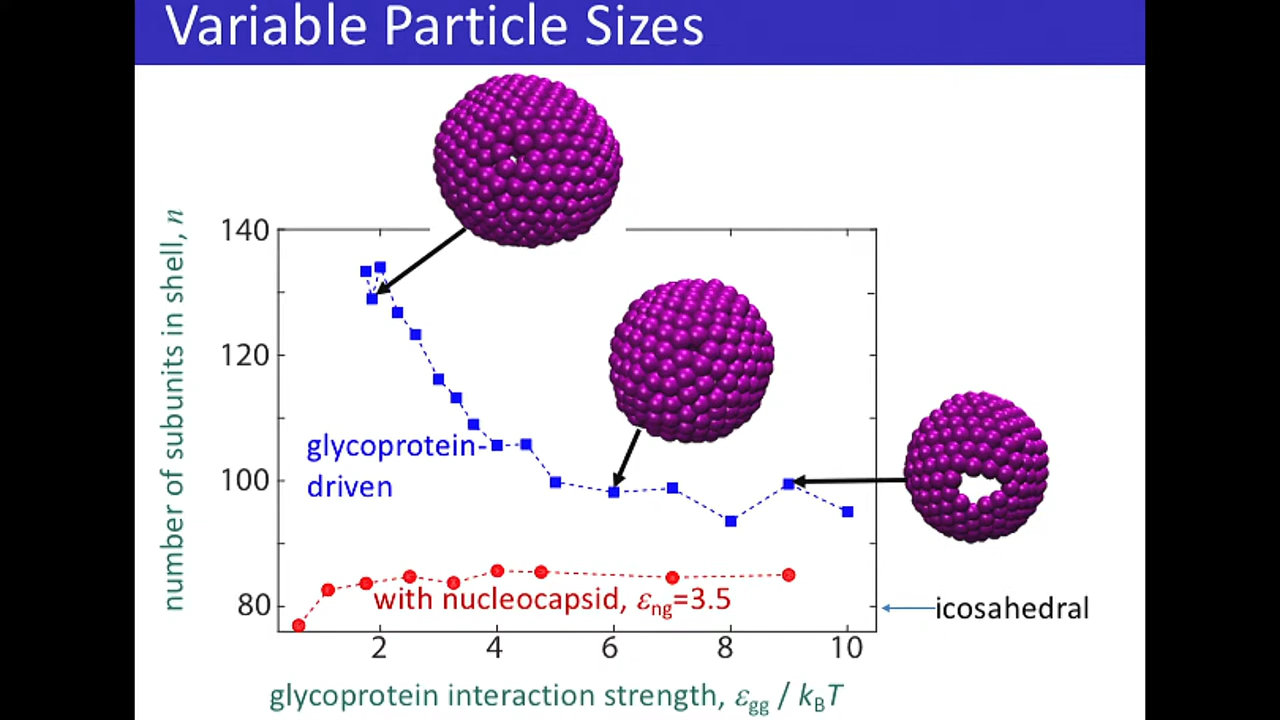 Variable Particle Sizes
number of subunits in shell, n
140
120
100
80
glycoprotein-
driven
with nucleocapsid, εng=3.5
icosahedral
2 4 6 8 10
glycoprotein interaction strength, εgg / kBT